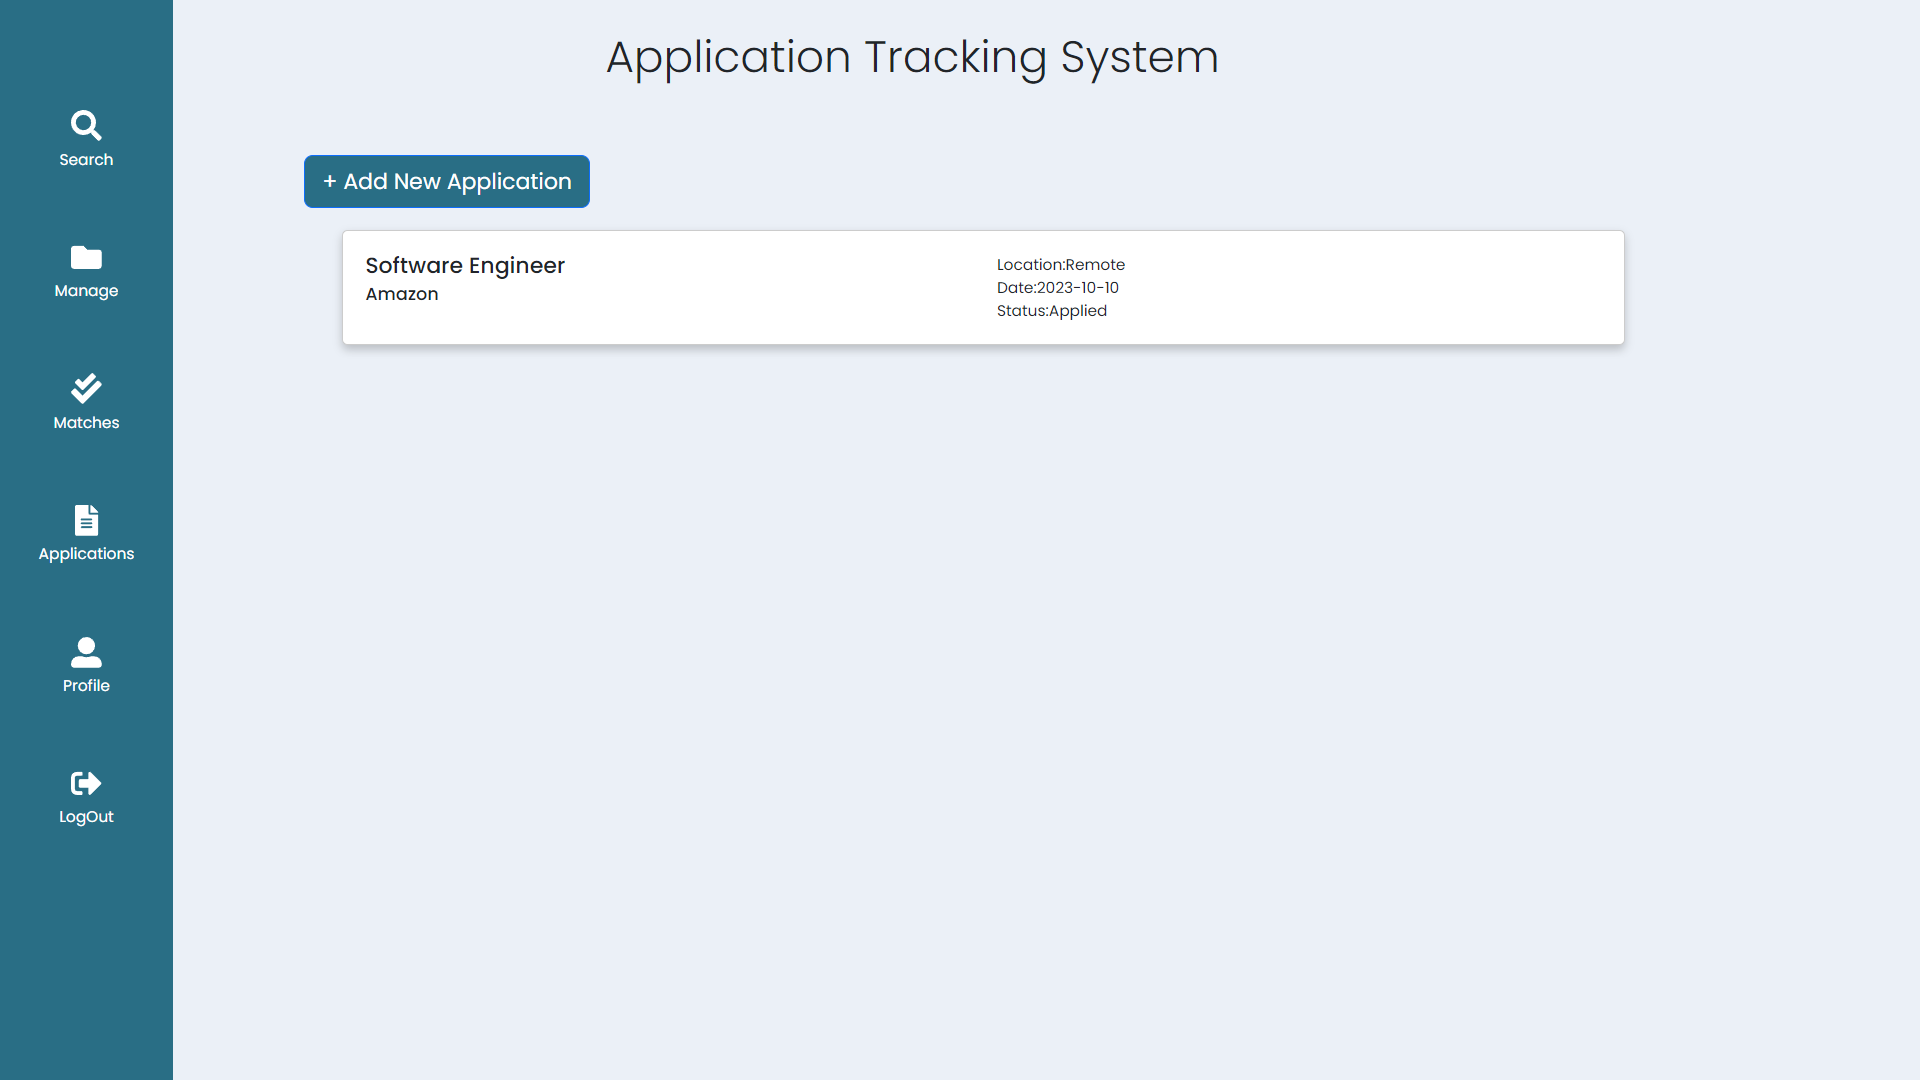 Application Tracking System
Search
Manage
Matches
Applications
Profile
LogOut
+ Add New Application
Software Engineer
Amazon
Location:Remote
Date:2023-10-10
Status:Applied